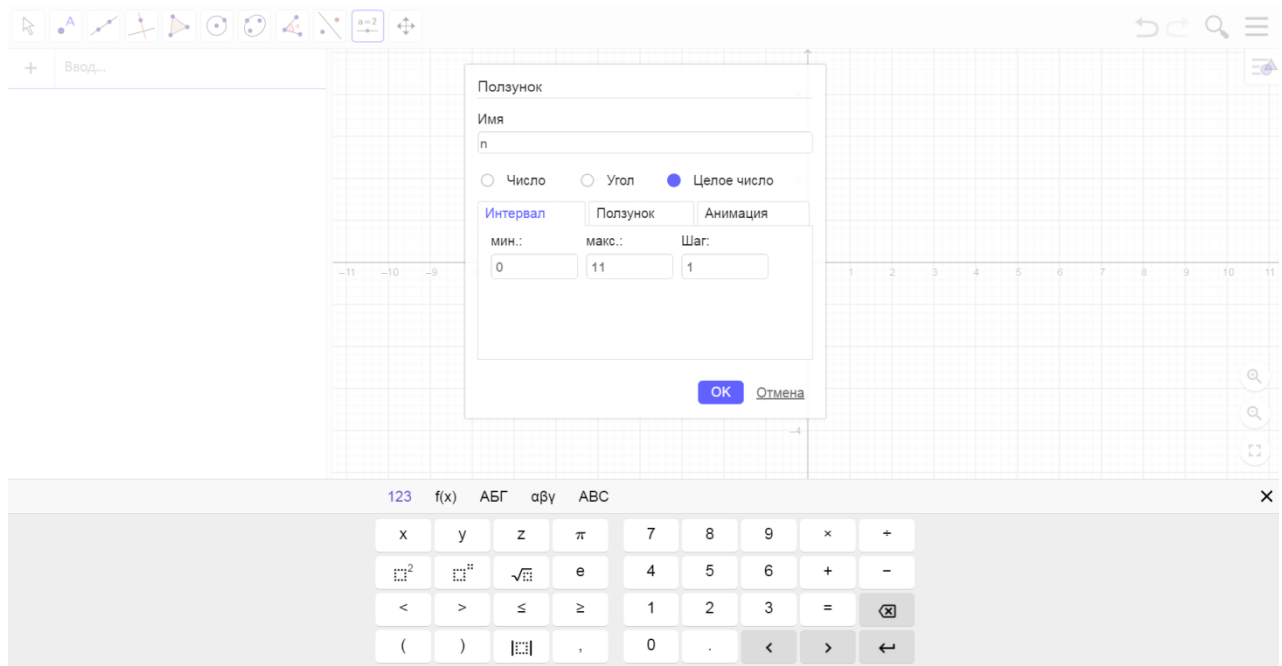 a=2
Ввод...
Ползунок
Имя
n
Число Угол Целое число
Интервал Ползунок Анимация
мин.: макс.: Шаг:
0 11 1
−11 −10 −9 1 2 3 4 5 6 7 8 9 10 11
OK Отмена
−4
123 f(x) АБГ αβγ ABC
x y z π 7 8 9 × ÷
2 √ e 4 5 6 + −
< > ≤ ≥ 1 2 3 =
( ) | | , 0 . < >